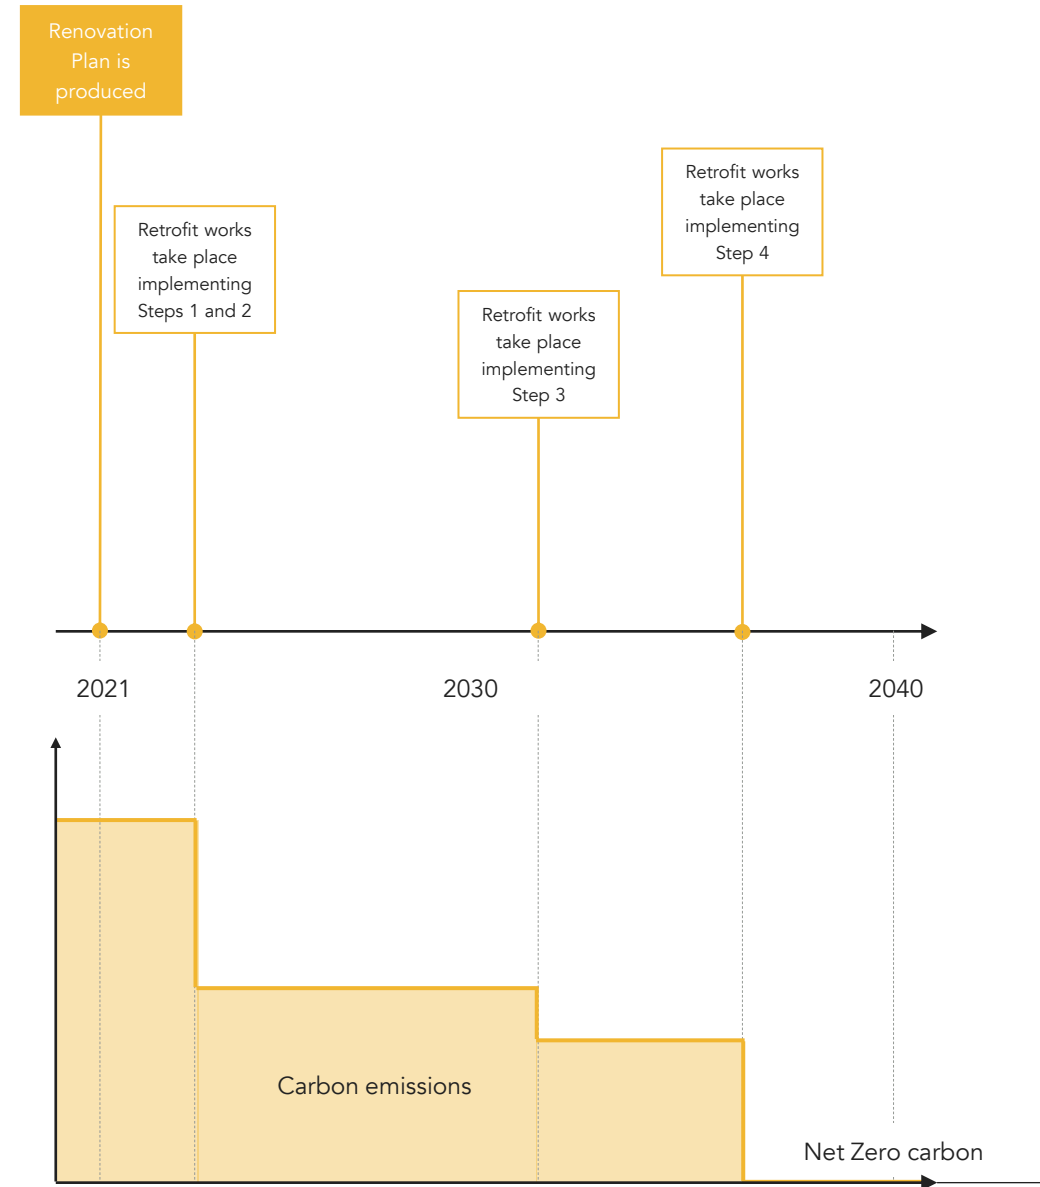 Renovation
Plan is
produced
Retrofit works
take place
implementing
Steps 1 and 2
Retrofit works
take place
implementing
Step 3
Retrofit works
take place
implementing
Step 4
2021
2030
2040
Carbon emissions
Net Zero carbon